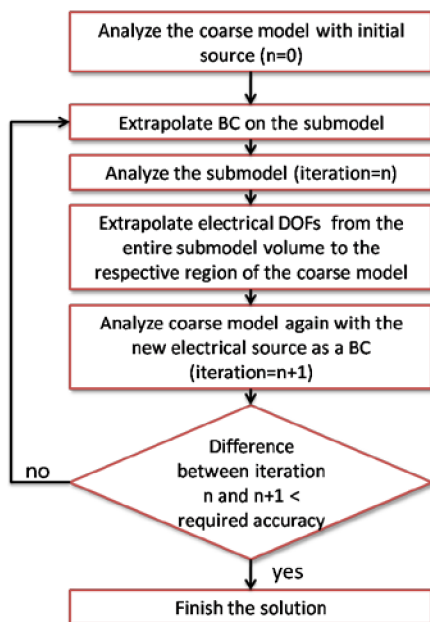 Analyze the coarse model with initial
source (n=0)
Extrapolate BC on the submodel
Analyze the submodel (iteration=n)
Extrapolate electrical DOFs from the
entire submodel volume to the
respective region of the coarse model
Analyze coarse model again with the
new electrical source as a BC
(iteration=n+1)
Difference
between iteration
n and n+1 <
required accuracy
no
yes
Finish the solution